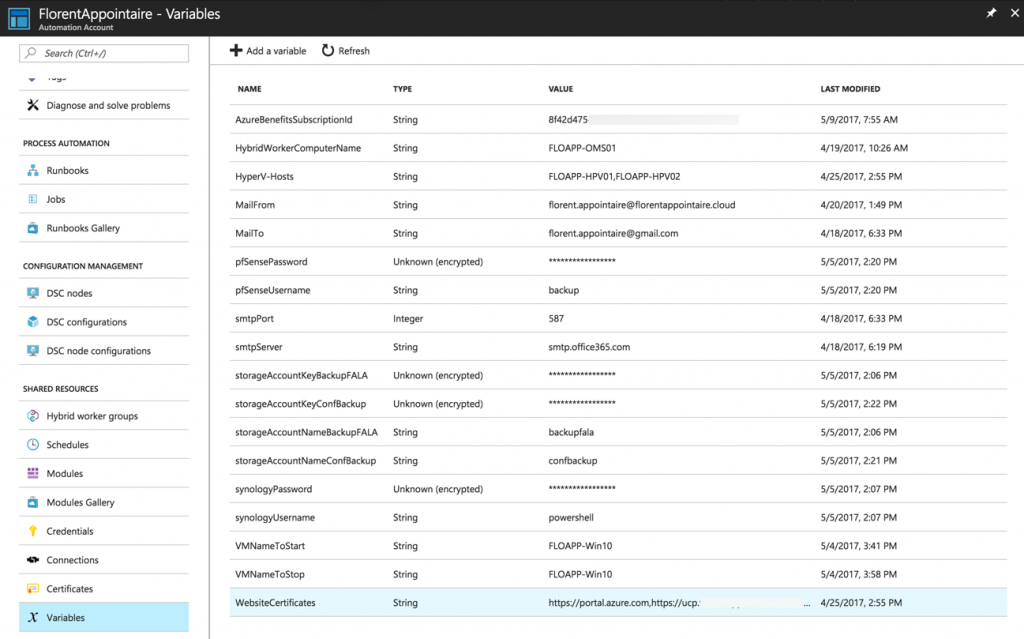 FlorentAppointaire - Variables
Automation Account
Search (Ctrl+/)
Diagnose and solve problems
PROCESS AUTOMATION
Runbooks
Jobs
Runbooks Gallery
CONFIGURATION MANAGEMENT
DSC nodes
DSC configurations
DSC node configurations
SHARED RESOURCES
Hybrid worker groups
Schedules
Modules
Modules Gallery
Credentials
Connections
Certificates
Variables
Add a variable Refresh
NAME TYPE VALUE LAST MODIFIED
AzureBenefitsSubscriptionId String 8f42d475- 5/9/2017, 7:55 AM
HybridWorkerComputerName String FLOAPP-OMS01 4/19/2017, 10:26 AM
HyperV-Hosts String FLOAPP-HPV01,FLOAPP-HPV02 4/25/2017, 2:55 PM
MailFrom String florent.appointaire@florentappointaire.cloud 4/20/2017, 1:49 PM
MailTo String florent.appointaire@gmail.com 4/18/2017, 6:33 PM
pfSensePassword Unknown (encrypted) **************** 5/5/2017, 2:20 PM
pfSenseUsername String backup 5/5/2017, 2:20 PM
smtpPort Integer 587 4/18/2017, 6:33 PM
smtpServer String smtp.office365.com 4/18/2017, 6:19 PM
storageAccountKeyBackupFALA Unknown (encrypted) **************** 5/5/2017, 2:06 PM
storageAccountKeyConfBackup Unknown (encrypted) **************** 5/5/2017, 2:22 PM
storageAccountNameBackupFALA String backupfala 5/5/2017, 2:06 PM
storageAccountNameConfBackup String confbackup 5/5/2017, 2:21 PM
synologyPassword Unknown (encrypted) **************** 5/5/2017, 2:07 PM
synologyUsername String powershell 5/5/2017, 2:07 PM
VMNameToStart String FLOAPP-Win10 5/4/2017, 3:41 PM
VMNameToStop String FLOAPP-Win10 5/4/2017, 3:58 PM
WebsiteCertificates String https://portal.azure.com,https://ucp. ... 4/25/2017, 2:55 PM